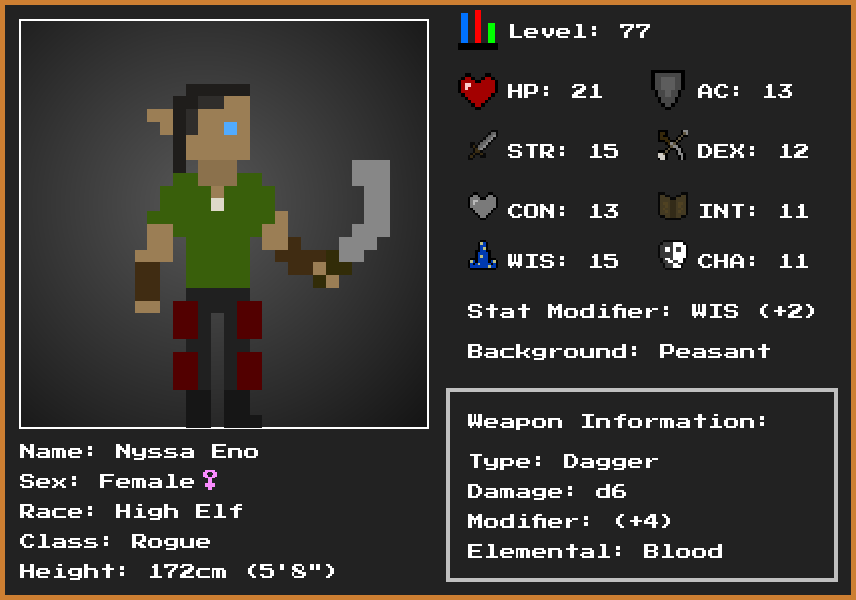 Level: 77
HP: 21 AC: 13
STR: 15 DEX: 12
CON: 13 INT: 11
WIS: 15 CHA: 11
Stat Modifier: WIS (+2)
Background: Peasant
Name: Nyssa Eno
Sex: Female♀
Race: High Elf
Class: Rogue
Height: 172cm (5'8")
Weapon Information:
Type: Dagger
Damage: d6
Modifier: (+4)
Elemental: Blood